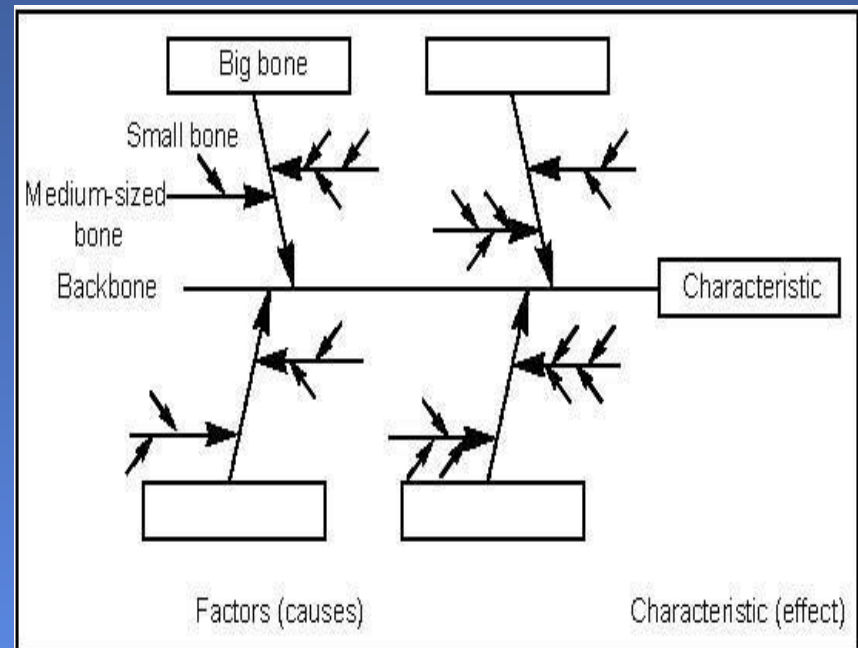 Big bone
Small bone
Medium-sized
bone
Backbone
Characteristic
Factors (causes)
Characteristic (effect)